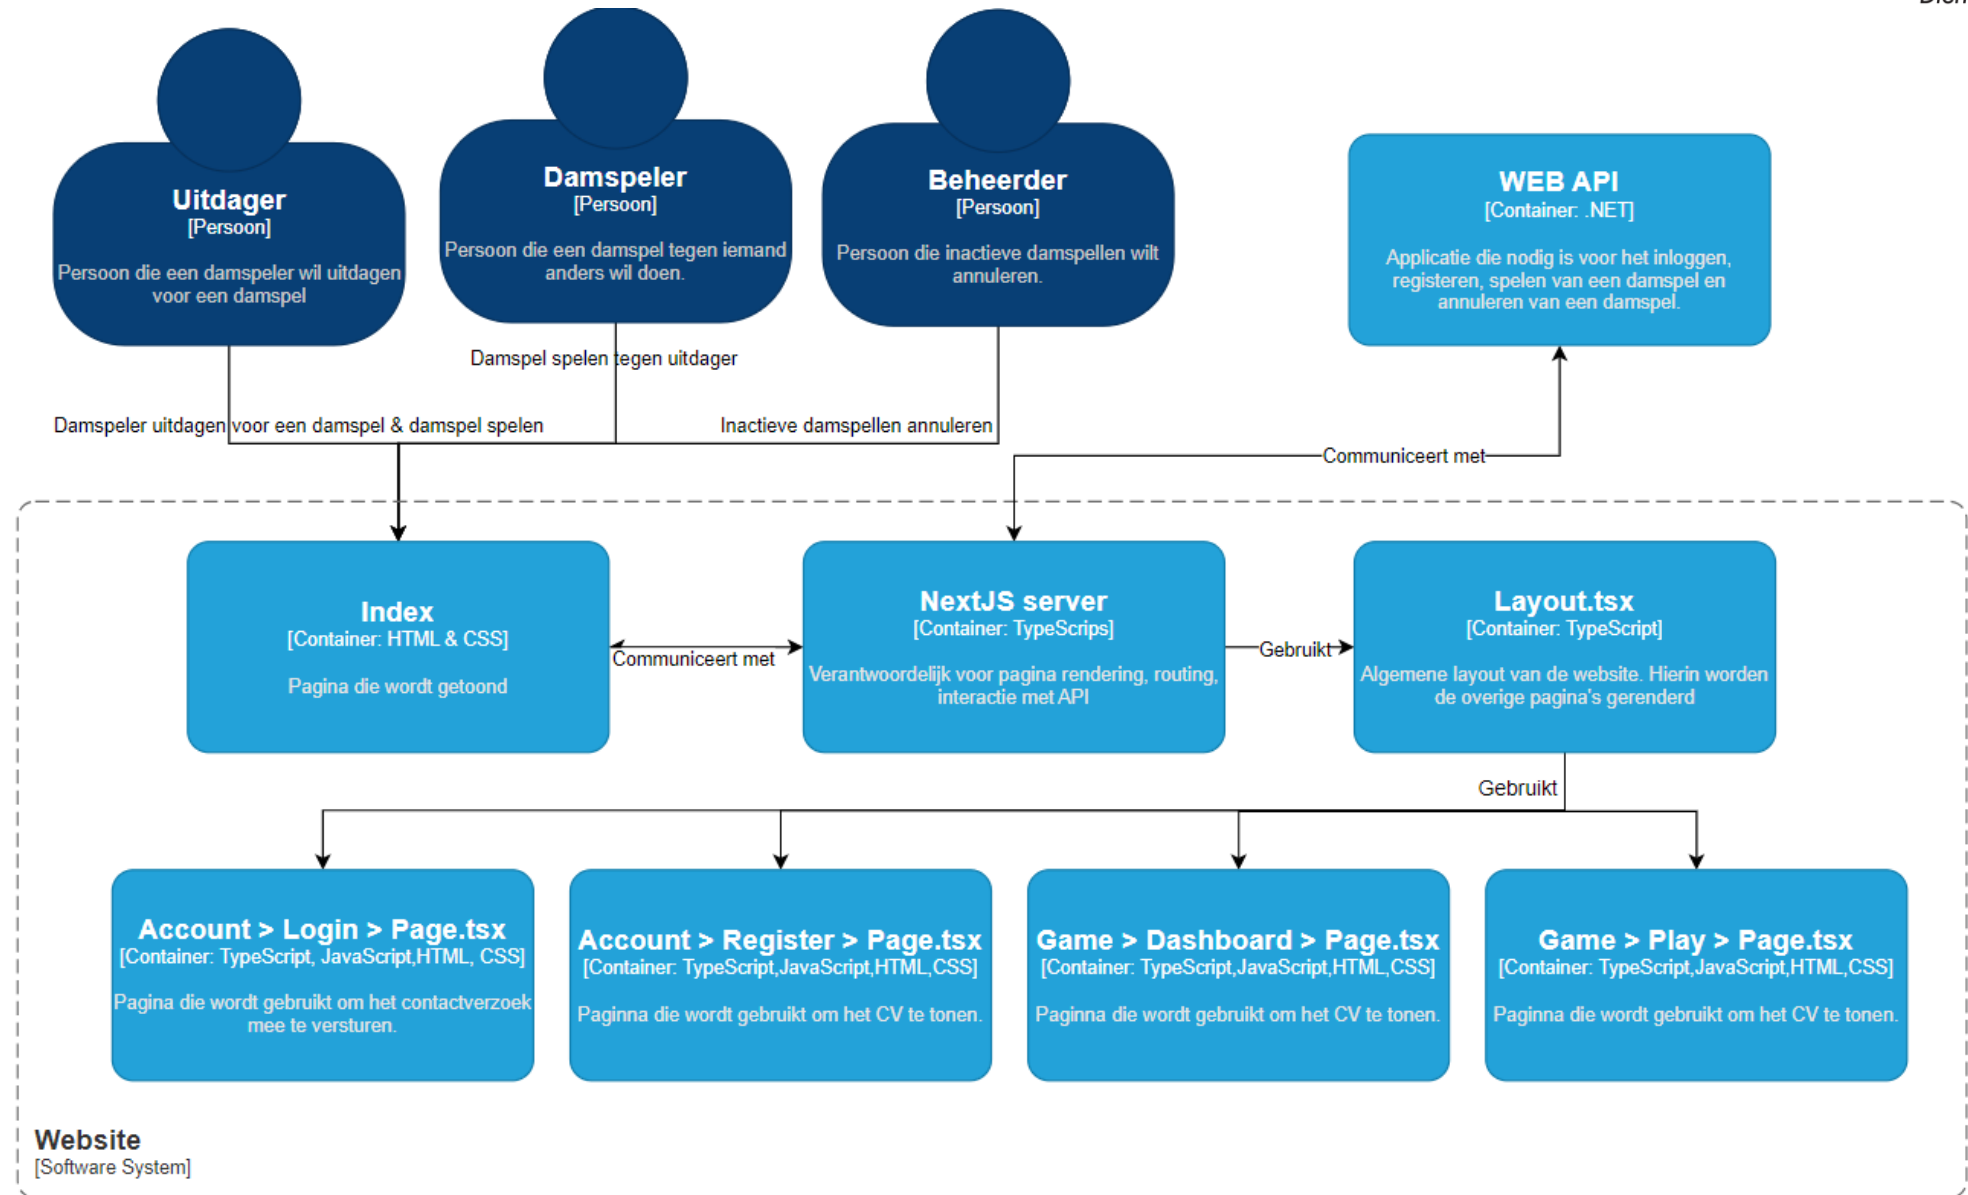 Uitdager
[Persoon]
Persoon die een damspeler wil uitdagen
voor een damspel
Damspeler
[Persoon]
Persoon die een damspel tegen iemand
anders wil doen.
Beheerder
[Persoon]
Persoon die inactieve damspellen wilt
annuleren.
WEB API
[Container: .NET]
Applicatie die nodig is voor het inloggen,
registeren, spelen van een damspel en
annuleren van een damspel.
Damspel spelen tegen uitdager
Damspeler uitdagen voor een damspel & damspel spelen
Inactieve damspellen annuleren
Communiceert met
Index
[Container: HTML & CSS]
Pagina die wordt getoond
Communiceert met
NextJS server
[Container: TypeScrips]
Verantwoordelijk voor pagina rendering, routing,
interactie met API
Gebruikt
Layout.tsx
[Container: TypeScript]
Algemene layout van de website. Hierin worden
de overige pagina's gerenderd
Gebruikt
Account > Login > Page.tsx
[Container: TypeScript, JavaScript,HTML, CSS]
Pagina die wordt gebruikt om het contactverzoek
mee te versturen.
Account > Register > Page.tsx
[Container: TypeScript,JavaScript,HTML,CSS]
Paginna die wordt gebruikt om het CV te tonen.
Game > Dashboard > Page.tsx
[Container: TypeScript,JavaScript,HTML,CSS]
Paginna die wordt gebruikt om het CV te tonen.
Game > Play > Page.tsx
[Container: TypeScript,JavaScript,HTML,CSS]
Paginna die wordt gebruikt om het CV te tonen.
Website
[Software System]